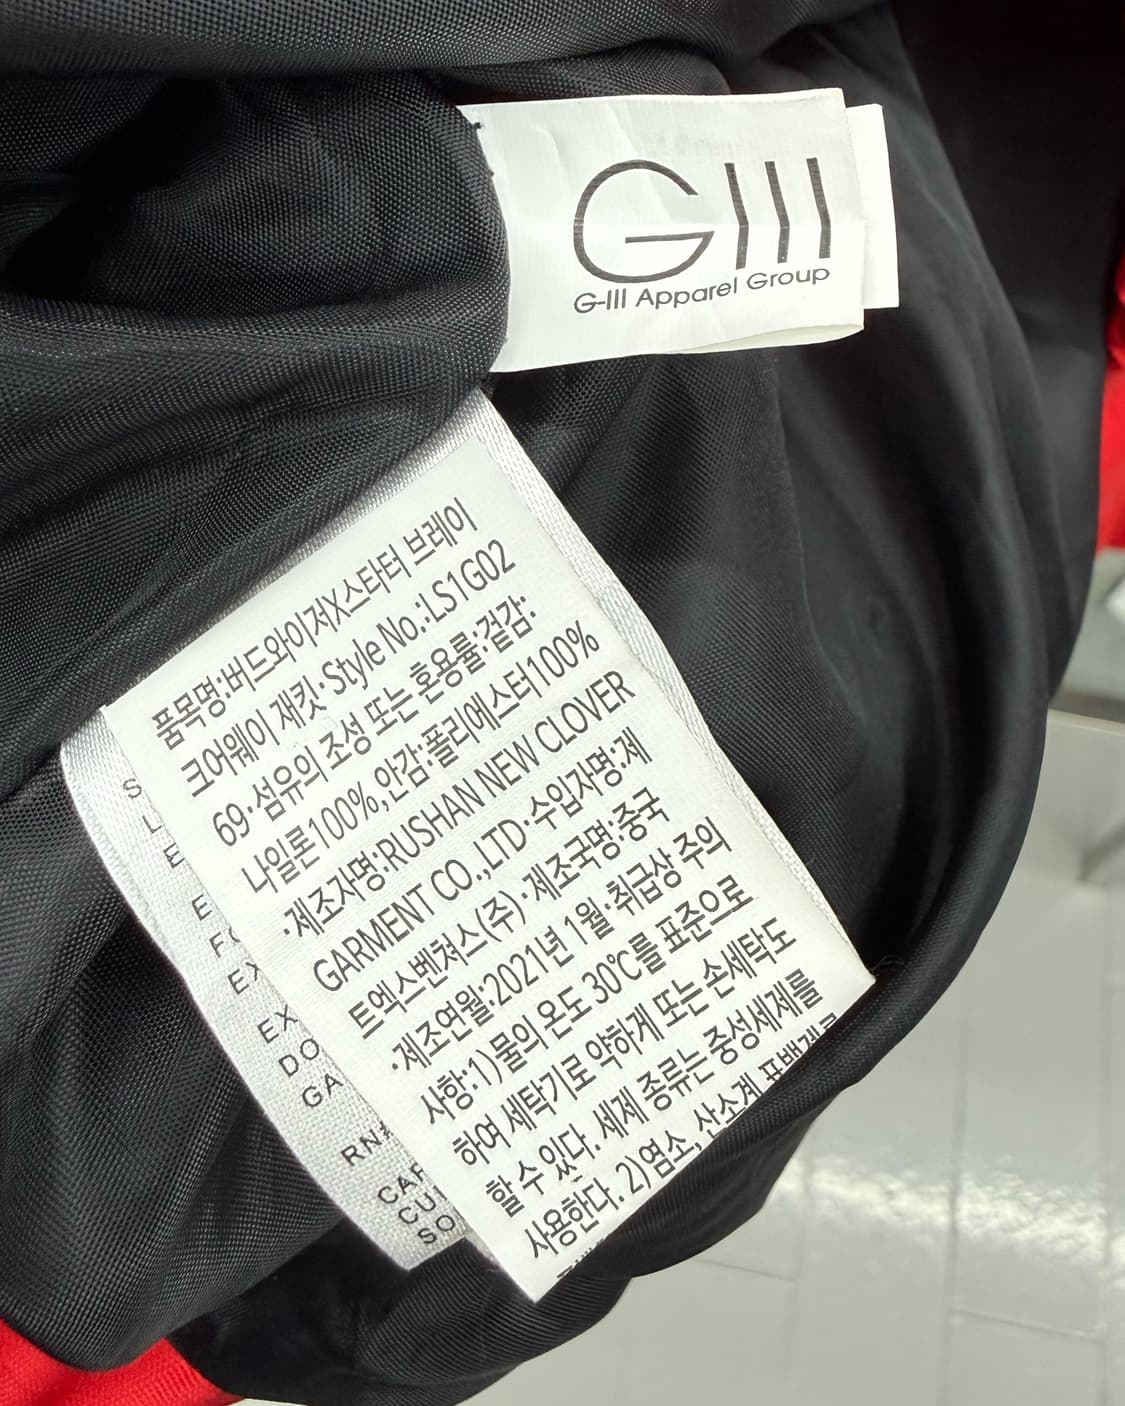 GIII
G-III Apparel Group
품목명:버드와이저X스타터 브레이
크어웨이 재킷·Style No.:LS1G02
69·섬유의 조성 또는 혼용률:겉감:
나일론100%,안감:폴리에스터100%
·제조자명:RUSHAN NEW CLOVER
GARMENT CO.,LTD·수입자명:제
트엑스벤쳐스(주)·제조국명:중국
·제조연월:2021년 1월·취급상 주의
사항:1)물의 온도 30℃를 표준으로
하여 세탁기로 약하게 또는 손세탁도
할 수 있다. 세제 종류는 중성세제를
사용한다. 2)염소, 산소계 표백제로
S
L
E
EX
EX
DO
GA
RN#
SO